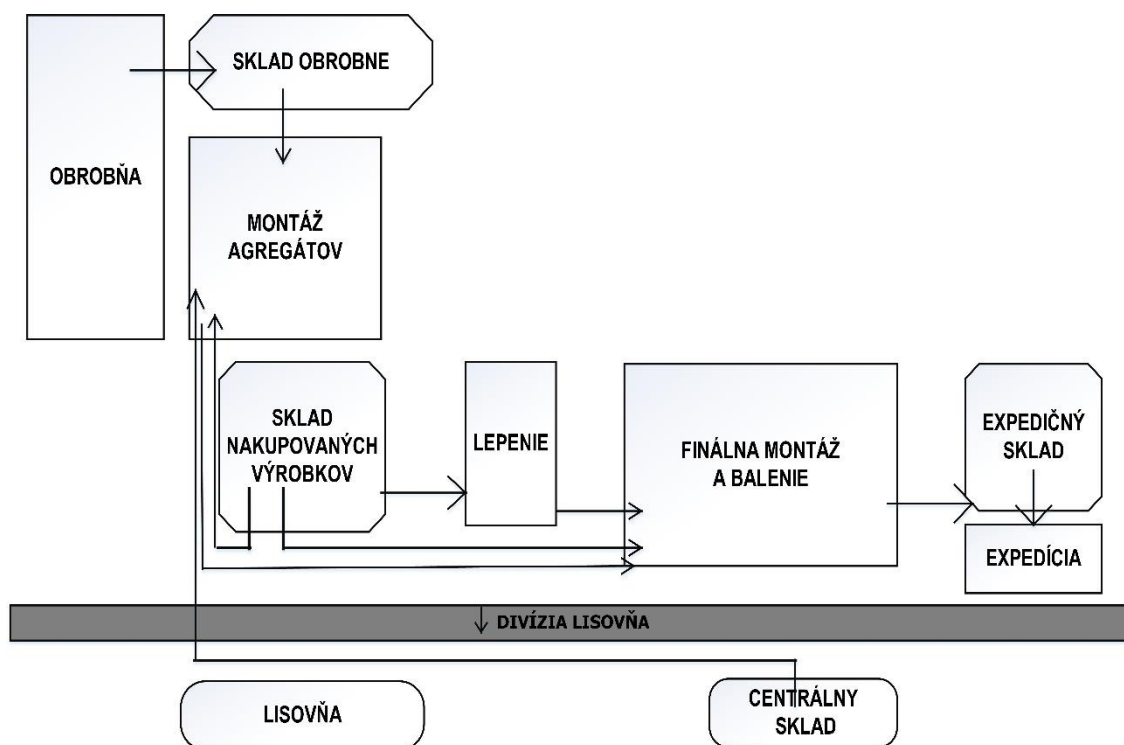 SKLAD OBROBNE
OBROBŇA
MONTÁŽ
AGREGÁTOV
SKLAD
NAKUPOVANÝCH
VÝROBKOV
LEPENIE
FINÁLNA MONTÁŽ
A BALENIE
EXPEDIČNÝ
SKLAD
EXPEDÍCIA
DIVÍZIA LISOVŇA
LISOVŇA
CENTRÁLNY
SKLAD